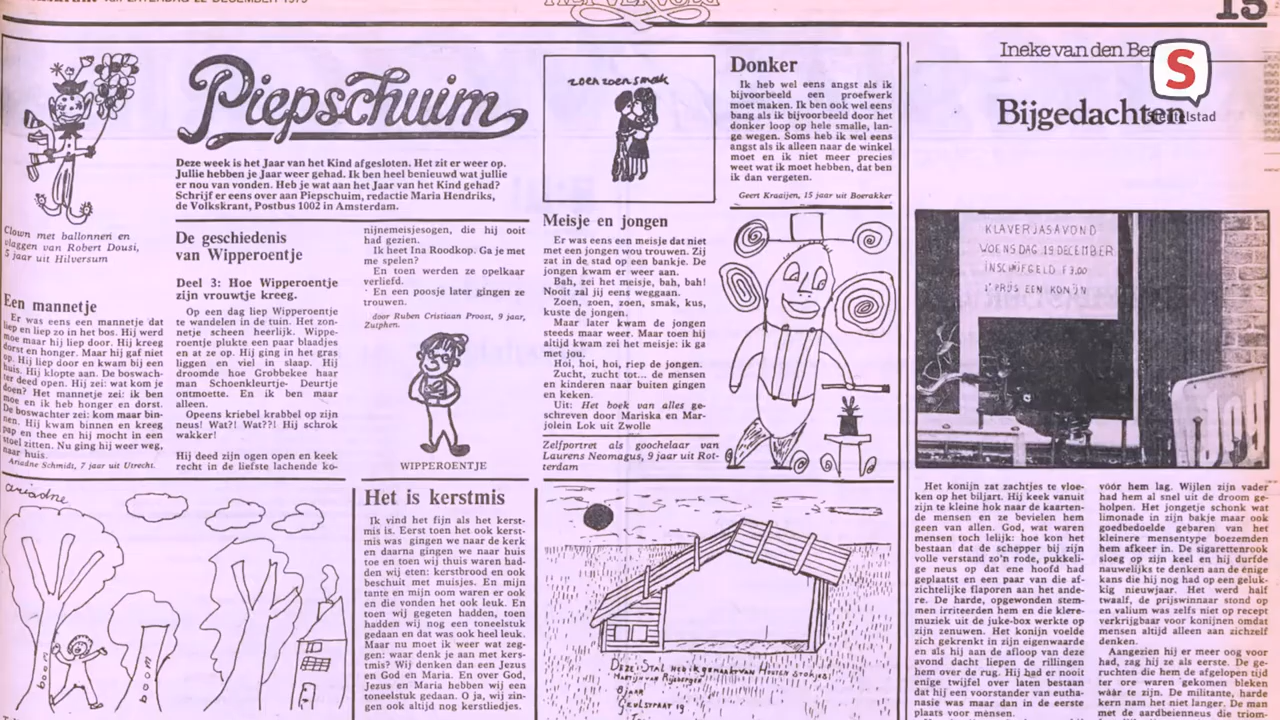 ZATERDAG 22 DECEMBER 1979
HET VERVOLG
15
Piepschuim
Deze week is het Jaar van het Kind afgesloten. Het zit er weer op.
Jullie hebben je Jaar weer gehad. Ik ben heel benieuwd wat jullie
er nou van vonden. Heb je wat aan het Jaar van het Kind gehad?
Schrijf er eens over aan Piepschuim, redactie Maria Hendriks,
de Volkskrant, Postbus 1002 in Amsterdam.
Clown met ballonnen en
vlaggen van Robert Dousi,
5 jaar uit Hilversum
Een mannetje
Er was eens een mannetje dat
liep en liep zo in het bos. Hij werd
moe maar hij liep door. Hij kreeg
dorst en honger. Maar hij gaf niet
op. Hij liep door en kwam bij een
huis. Hij klopte aan. De boswach-
ter deed open. Hij zei: wat kom je
doen? Het mannetje zei: ik ben
moe en ik heb honger en dorst.
De boswachter zei: kom maar bin-
nen. Hij kwam binnen en kreeg
pap en thee en hij mocht in een
stoel zitten. Nu ging hij weer weg,
naar huis.
Ariadne Schmidt, 7 jaar uit Utrecht.
De geschiedenis
van Wipperoentje
Deel 3: Hoe Wipperoentje
zijn vrouwtje kreeg.
Op een dag liep Wipperoentje
te wandelen in de tuin. Het zon-
netje scheen heerlijk. Wippe-
roentje plukte een paar blaadjes
en at ze op. Hij ging in het gras
liggen en viel in slaap. Hij
droomde hoe Grobbekee haar
man Schoenkleurtje- Deurtje
ontmoette. En ik ben maar
alleen.
Opeens kriebel krabbel op zijn
neus! Wat?! Wat??! Hij schrok
wakker!
Hij deed zijn ogen open en keek
recht in de liefste lachende ko-
nijnemeisjesogen, die hij ooit
had gezien.
Ik heet Ina Roodkop. Ga je met
me spelen?
En toen werden ze opelkaar
verliefd.
En een poosje later gingen ze
trouwen.
door Ruben Cristiaan Proost, 9 jaar,
Zutphen.
WIPPEROENTJE
zoen zoen smak
Meisje en jongen
Er was eens een meisje dat niet
met een jongen wou trouwen. Zij
zat in de stad op een bankje. De
jongen kwam er weer aan.
Bah, zei het meisje, bah, bah!
Nooit zal jij eens weggaan.
Zoen, zoen, zoen, smak, kus,
kuste de jongen.
Maar later kwam de jongen
steeds maar weer. Maar toen hij
altijd kwam zei het meisje: ik ga
met jou.
Hoi, hoi, hoi, riep de jongen.
Zucht, zucht tot... de mensen
en kinderen naar buiten gingen
en keken.
Uit: Het boek van alles ge-
schreven door Mariska en Mar-
jolein Lok uit Zwolle
Zelfportret als goochelaar van
Laurens Neomagus, 9 jaar uit Rot-
terdam
Donker
Ik heb wel eens angst als ik
bijvoorbeeld een proefwerk
moet maken. Ik ben ook wel eens
bang als ik bijvoorbeeld door het
donker loop op hele smalle, lan-
ge wegen. Soms heb ik wel eens
angst als ik alleen naar de winkel
moet en ik niet meer precies
weet wat ik moet hebben, dat ben
ik dan vergeten.
Geert Kraaijen, 15 jaar uit Boerakker
ariadne
boom
boom
Het is kerstmis
Ik vind het fijn als het kerst-
mis is. Eerst toen het ook kerst-
mis was gingen we naar de kerk
en daarna gingen we naar huis
toe en toen wij thuis waren had-
den wij eten: kerstbrood en ook
beschuit met muisjes. En mijn
tante en mijn oom waren er ook
en die vonden het ook leuk. En
toen wij gegeten hadden, toen
hadden wij nog een toneelstuk
gedaan en dat was ook heel leuk.
Maar nu moet ik weer wat zeg-
gen: waar denk je aan met kers-
tmis? Wij denken dan een Jezus
en God en Maria. En over God,
Jezus en Maria hebben wij een
toneelstuk gedaan. O ja, wij zin-
gen ook altijd nog kerstliedjes.
DEZE STAL HEB IK GEMAAKT VAN HOUTEN STOKJES!
MARTIJN VAN
8 JAAR
GEULSTRAAT 19
Ineke van den Ber
Bijgedachten
S
Sleutelstad
KLAVERJASAVOND
WOENSDAG 19 DECEMBER
INSCHRIJFGELD F 3.00
1e PRIJS EEN KONIJN
Het konijn zat zachtjes te vloe-
ken op het biljart. Hij keek vanuit
zijn te kleine hok naar de kaarten-
de mensen en ze bevielen hem
geen van allen. God, wat waren
mensen toch lelijk: hoe kon het
bestaan dat de schepper bij zijn
volle verstand zo'n rode, pukkeli-
ge neus op dat ene hoofd had
geplaatst en een paar van die af-
zichtelijke flaporen aan het ande-
re. De harde, opgewonden stem-
men irriteerden hem en die klere-
muziek uit de juke-box werkte op
zijn zenuwen. Het konijn voelde
zich gekrenkt in zijn eigenwaarde
en als hij aan de afloop van deze
avond dacht liepen de rillingen
hem over de rug. Hij had er nooit
enige twijfel over laten bestaan
dat hij een voorstander van eutha-
nasie was maar dan in de eerste
plaats voor mensen.
vóór hem lag. Wijlen zijn vader
had hem al snel uit de droom ge-
holpen. Het jongetje schonk wat
limonade in zijn bakje maar ook
goedbedoelde gebaren van het
kleinere mensentype boezemden
hem afkeer in. De sigarettenrook
sloeg op zijn keel en hij durfde
nauwelijks te denken aan de énige
kans die hij nog had op een geluk-
kig nieuwjaar. Het werd half
twaalf, de prijswinnaar stond op
en valium was zelfs niet op recept
verkrijgbaar voor konijnen omdat
mensen altijd alleen aan zichzelf
denken.
Aangezien hij er meer oog voor
had, zag hij ze als eerste. De ge-
ruchten die hem de afgelopen tijd
ter ore waren gekomen bleken
wáár te zijn. De militante, harde
kern nam het niet langer. De man
met de aardbeienneus die triom-